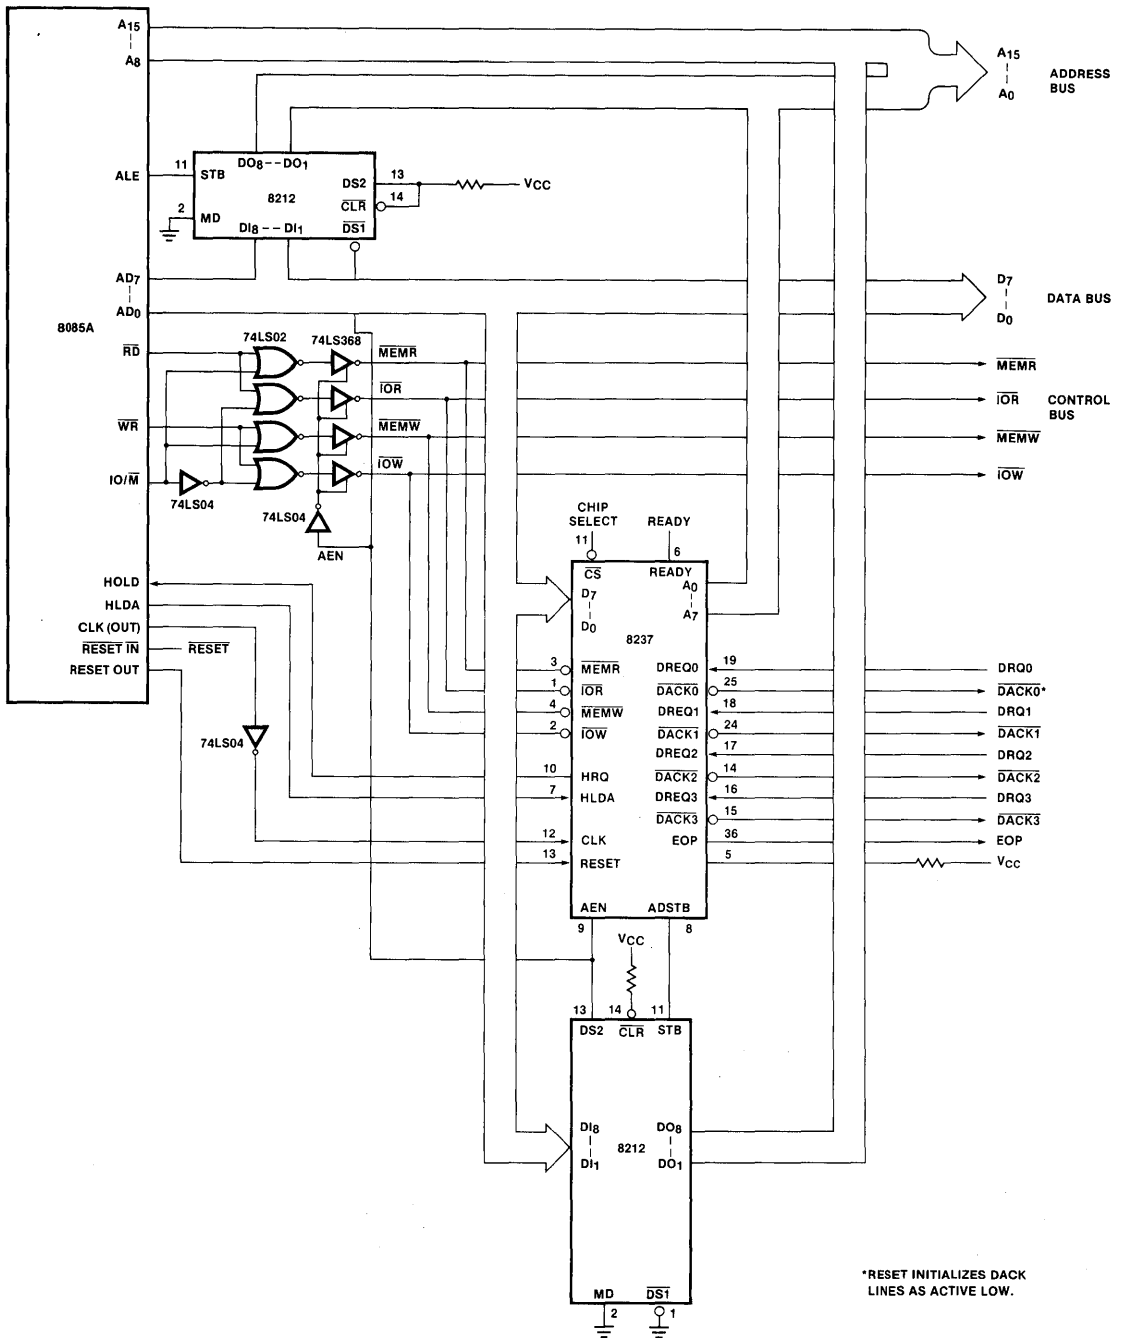 A15
A8
A15
A0
ADDRESS
BUS
ALE
11
STB
DO8 -- DO1
8212
DS2
13
VCC
CLR
14
2
MD
DI8 -- DI1
DS1
AD7
AD0
8085A
D7
D0
DATA BUS
74LS02
74LS368
RD
MEMR
MEMR
IOR
IOR
CONTROL
BUS
WR
MEMW
MEMW
IOW
IOW
IO/M
74LS04
74LS04
AEN
CHIP
SELECT
11
READY
6
CS
READY
HOLD
HLDA
CLK (OUT)
RESET IN
RESET
RESET OUT
D7
D0
A0
A7
8237
3
MEMR
DREQ0
19
DRQ0
1
IOR
DACK0
25
DACK0*
4
MEMW
DREQ1
18
DRQ1
2
IOW
DACK1
24
DACK1
DREQ2
17
DRQ2
74LS04
10
HRQ
DACK2
14
DACK2
7
HLDA
DREQ3
16
DRQ3
DACK3
15
DACK3
12
CLK
EOP
36
EOP
13
RESET
5
VCC
AEN
ADSTB
9
8
VCC
13
14
11
DS2
CLR
STB
DI8
DI1
8212
DO8
DO1
MD
DS1
2
1
*RESET INITIALIZES DACK
LINES AS ACTIVE LOW.